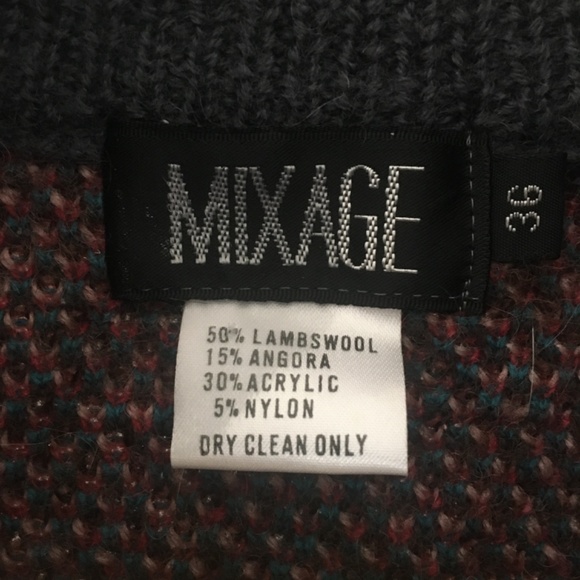 MIXAGE
36
50% LAMBSWOOL
15% ANGORA
30% ACRYLIC
5% NYLON
DRY CLEAN ONLY